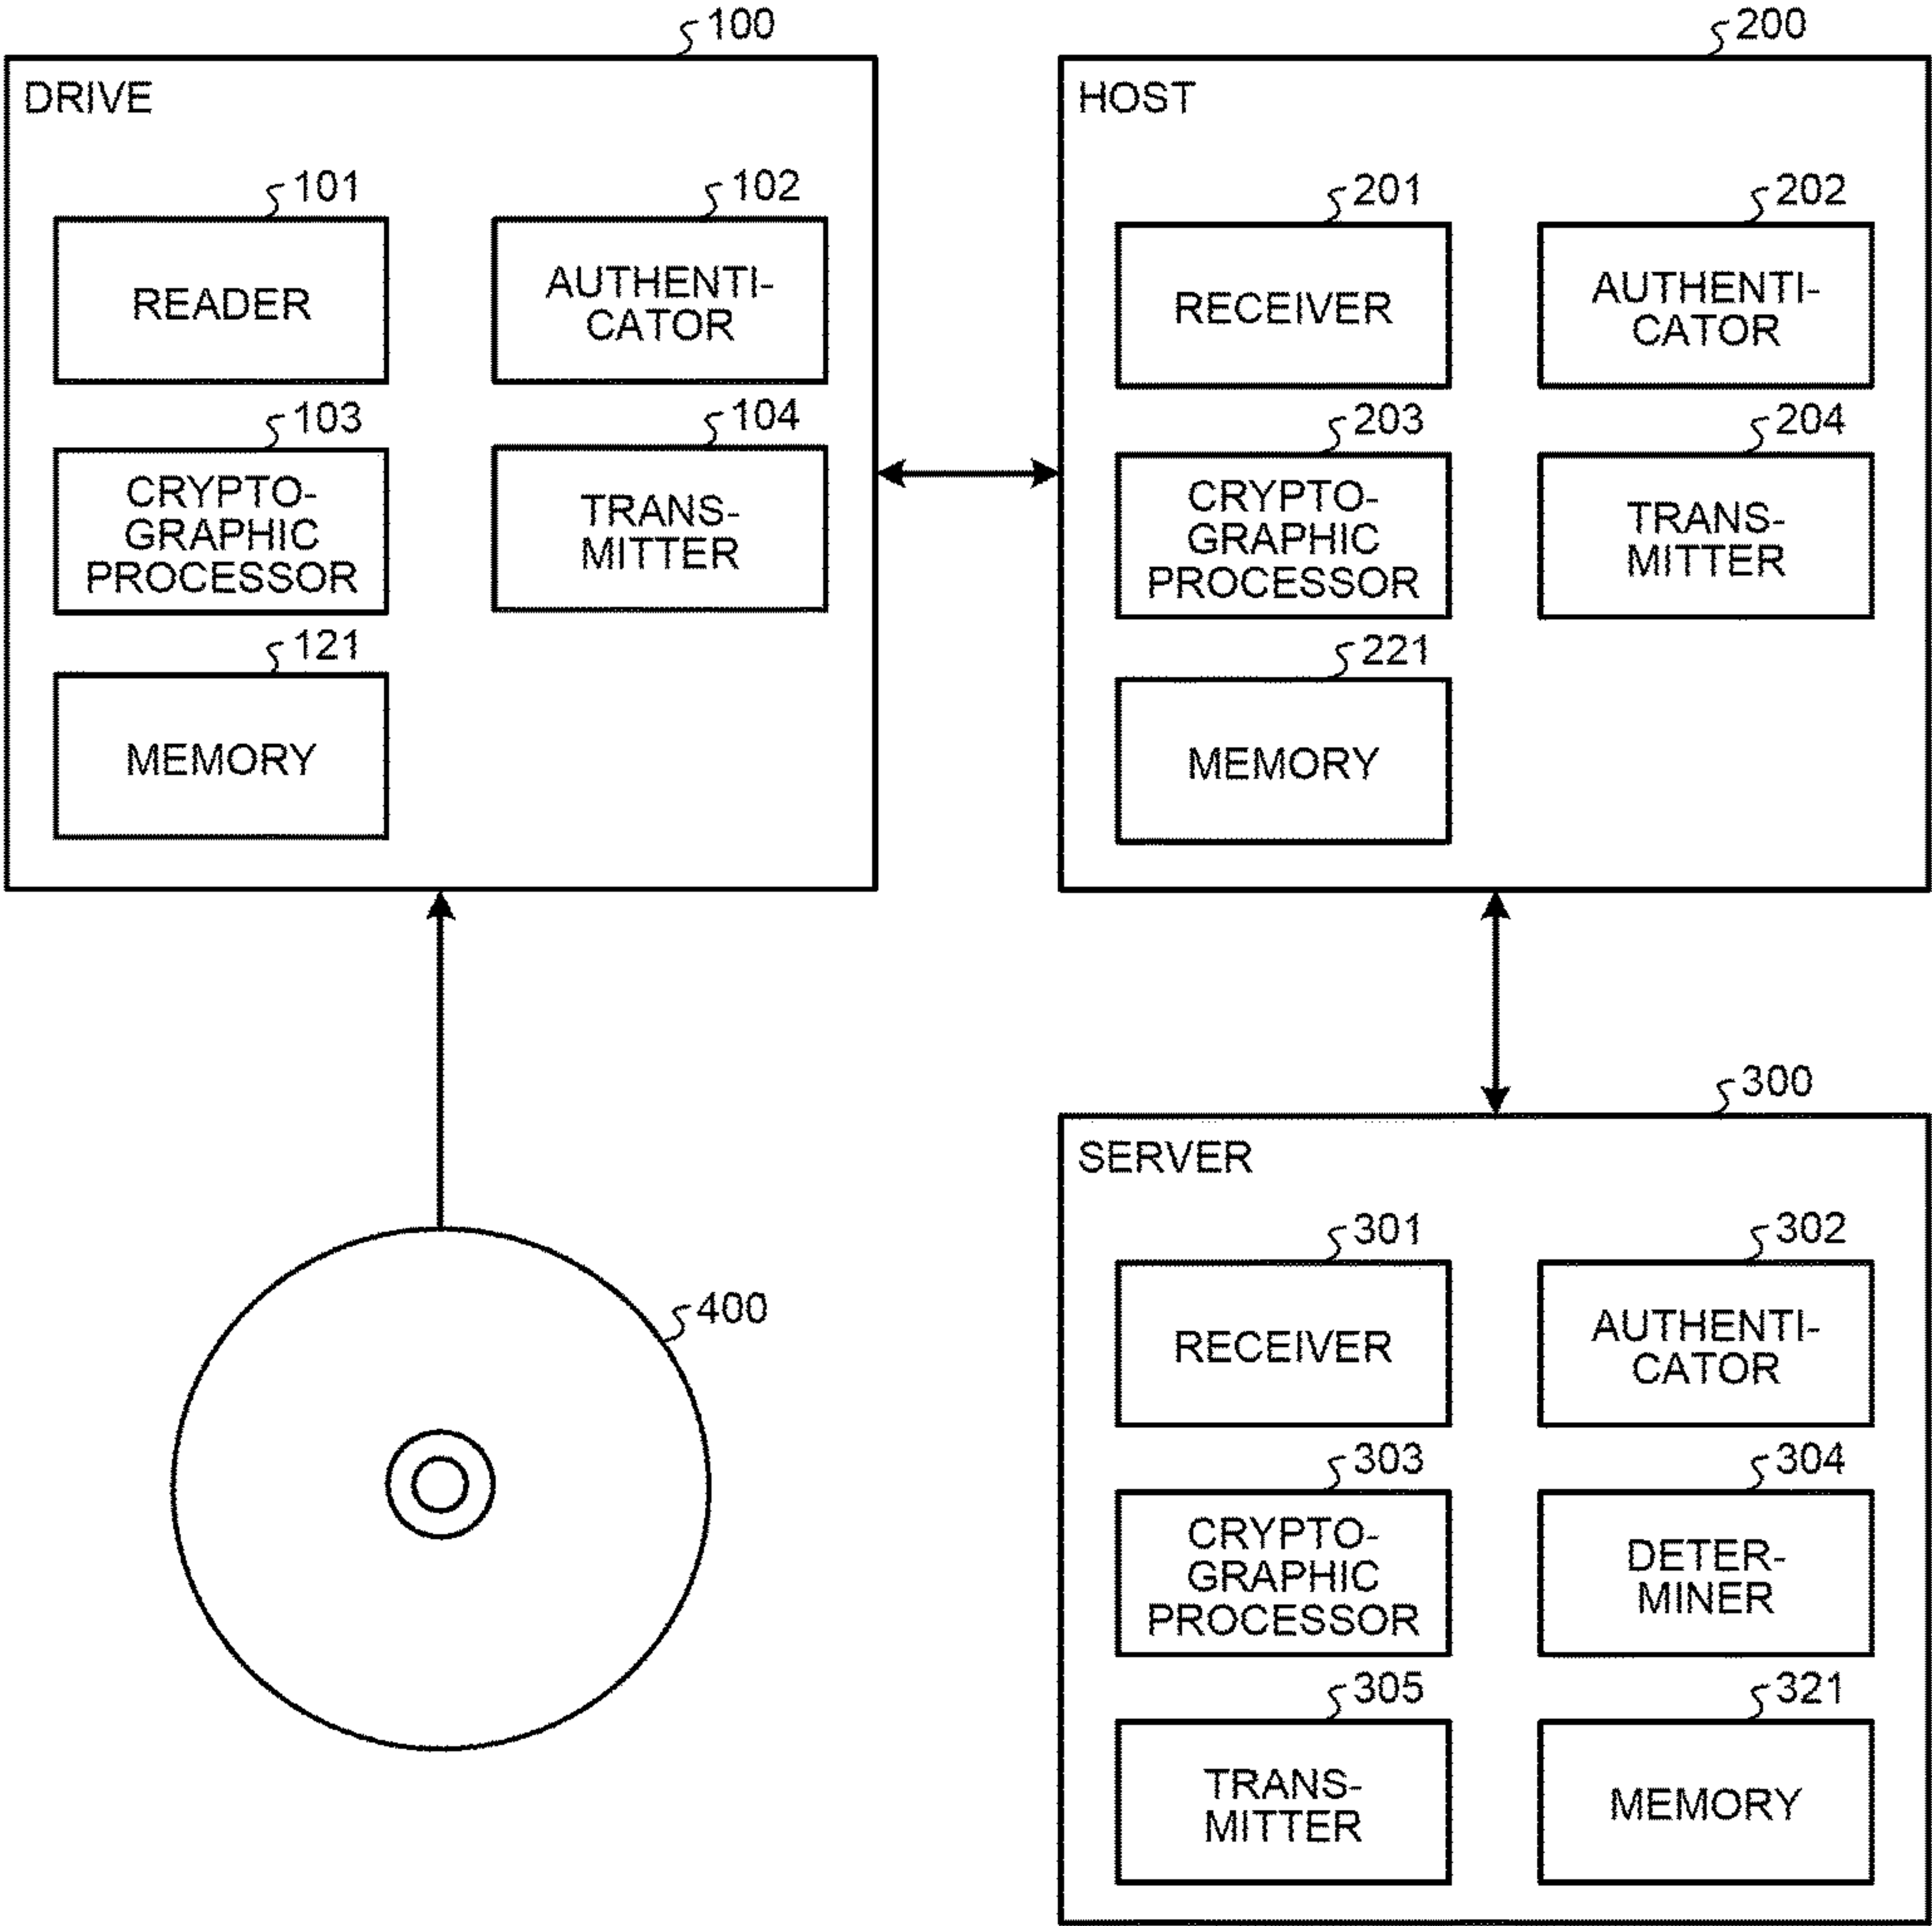 100
DRIVE
101
READER
102
AUTHENTI-
CATOR
103
CRYPTO-
GRAPHIC
PROCESSOR
104
TRANS-
MITTER
121
MEMORY
200
HOST
201
RECEIVER
202
AUTHENTI-
CATOR
203
CRYPTO-
GRAPHIC
PROCESSOR
204
TRANS-
MITTER
221
MEMORY
400
300
SERVER
301
RECEIVER
302
AUTHENTI-
CATOR
303
CRYPTO-
GRAPHIC
PROCESSOR
304
DETER-
MINER
305
TRANS-
MITTER
321
MEMORY